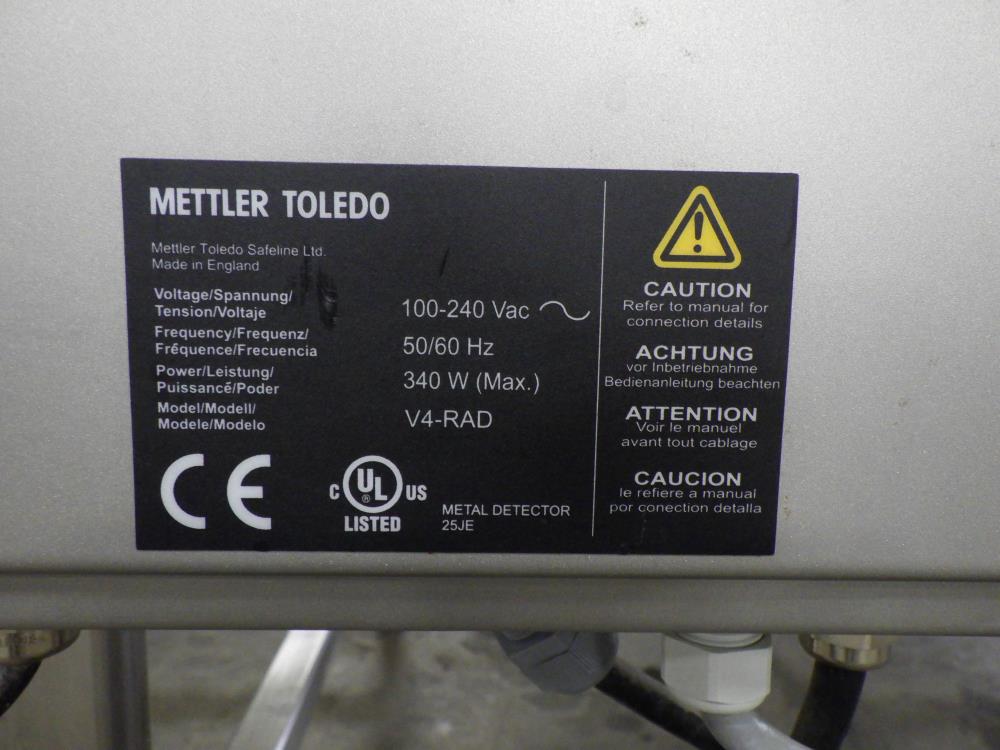 METTLER TOLEDO
Mettler Toledo Safeline Ltd.
Made in England
Voltage/Spannung/
Tension/Voltaje
100-240 Vac
Frequency/Frequenz/
Fréquence/Frecuencia
50/60 Hz
Power/Leistung/
Puissance/Poder
340 W (Max.)
Model/Modell/
Modele/Modelo
V4-RAD
CE
C UL US
®
LISTED
METAL DETECTOR
25JE
CAUTION
Refer to manual for
connection details
ACHTUNG
vor Inbetriebnahme
Bedienanleitung beachten
ATTENTION
Voir le manuel
avant tout cablage
CAUCION
le refiere a manual
por conection detalla